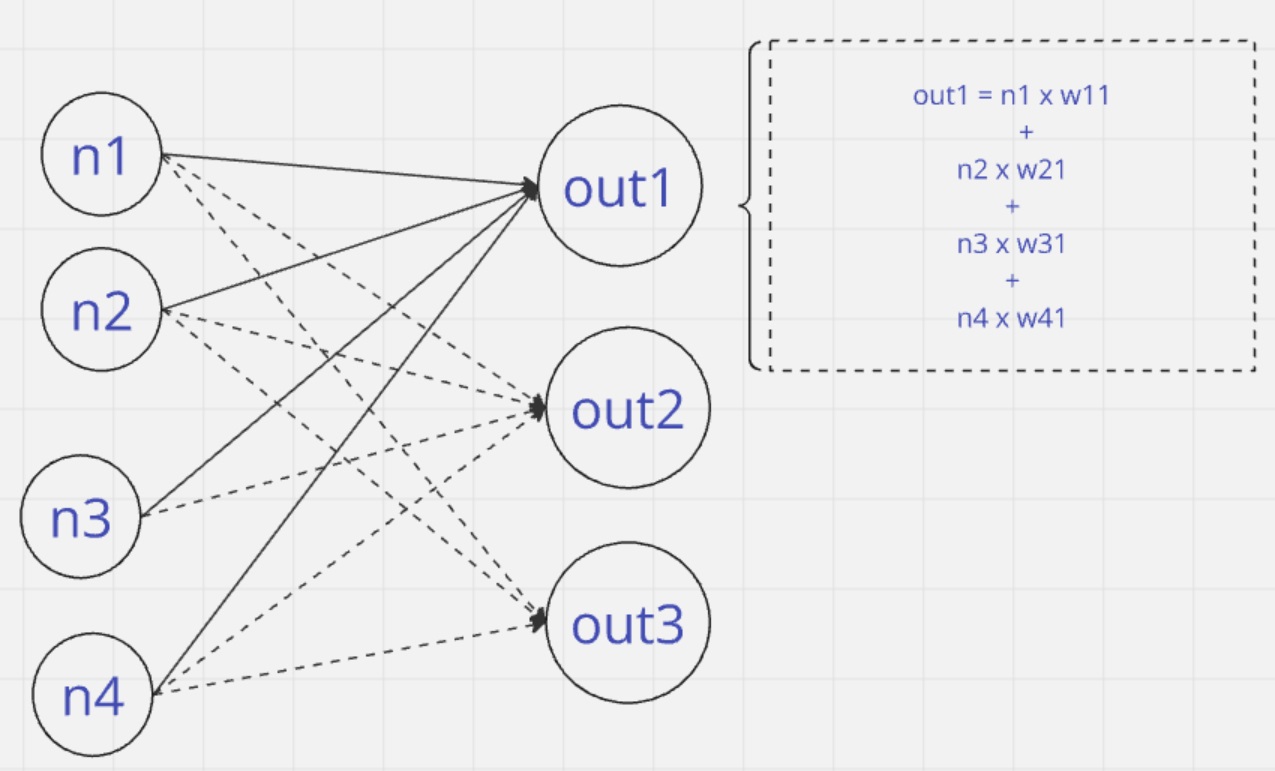 n1
n2
n3
n4
out1
out2
out3
out1 = n1 x w11
+
n2 x w21
+
n3 x w31
+
n4 x w41